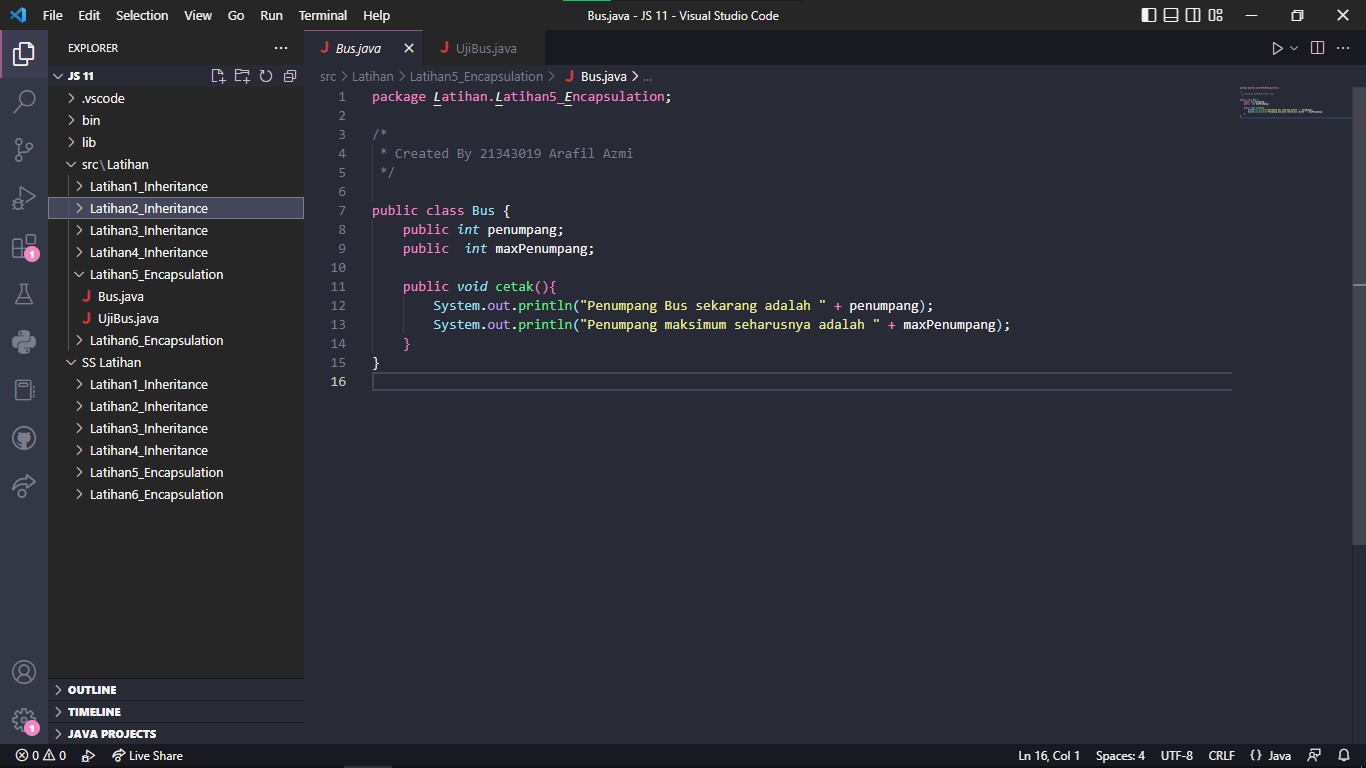 File Edit Selection View Go Run Terminal Help
Bus.java - JS 11 - Visual Studio Code
EXPLORER
JS 11
.vscode
bin
lib
src\Latihan
Latihan1_Inheritance
Latihan2_Inheritance
Latihan3_Inheritance
Latihan4_Inheritance
Latihan5_Encapsulation
J Bus.java
J UjiBus.java
Latihan6_Encapsulation
SS Latihan
Latihan1_Inheritance
Latihan2_Inheritance
Latihan3_Inheritance
Latihan4_Inheritance
Latihan5_Encapsulation
Latihan6_Encapsulation
OUTLINE
TIMELINE
JAVA PROJECTS
1
1
J Bus.java J UjiBus.java
src > Latihan > Latihan5_Encapsulation > J Bus.java > ...
1 package Latihan.Latihan5_Encapsulation;
2
3 /*
4 * Created By 21343019 Arafil Azmi
5 */
6
7 public class Bus {
8 public int penumpang;
9 public  int maxPenumpang;
10
11 public void cetak(){
12 System.out.println("Penumpang Bus sekarang adalah " + penumpang);
13 System.out.println("Penumpang maksimum seharusnya adalah " + maxPenumpang);
14 }
15 }
16
0 0 Live Share
Ln 16, Col 1 Spaces: 4 UTF-8 CRLF {} Java